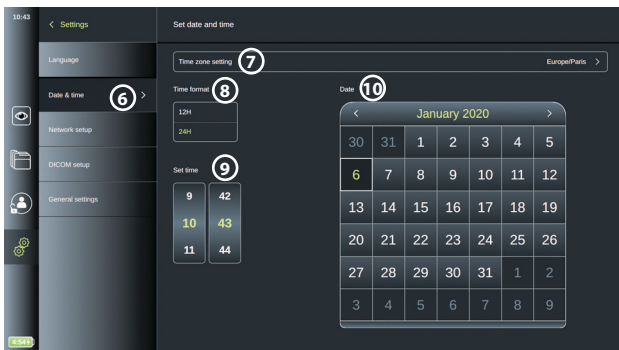 10:43
Settings
Set date and time
Language
Date & time
6
Network setup
DICOM setup
General settings
4:54+
Time zone setting
7
Europe/Paris
Time format
8
12H
24H
Set time
9
9 42
10 43
11 44
Date
10
January 2020
30 31 1 2 3 4 5
6 7 8 9 10 11 12
13 14 15 16 17 18 19
20 21 22 23 24 25 26
27 28 29 30 31 1 2
3 4 5 6 7 8 9